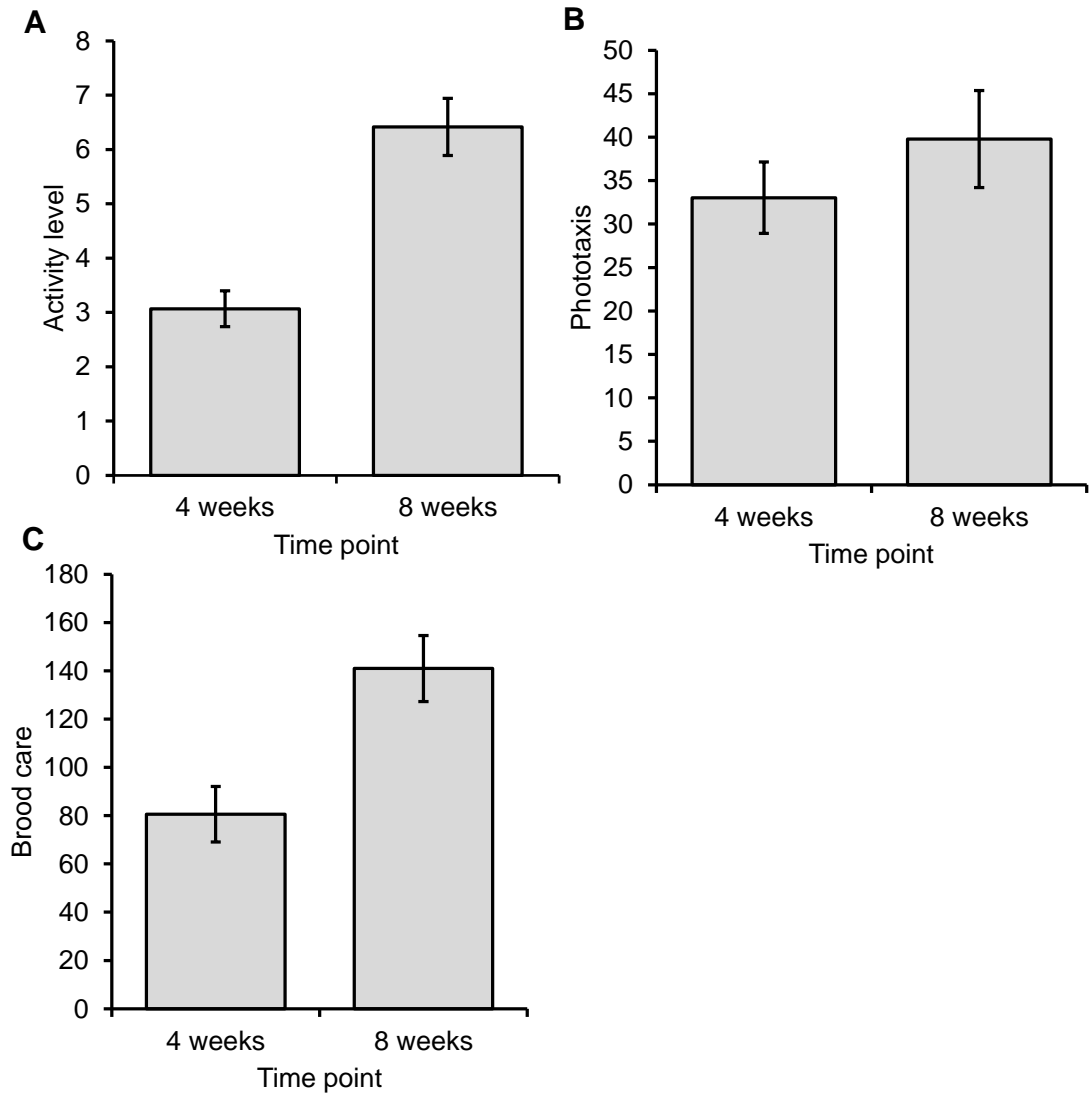 A
8
7
6
5
4
3
2
1
0
Activity level
4 weeks 8 weeks
Time point
B
50
45
40
35
30
25
20
15
10
5
0
Phototaxis
4 weeks 8 weeks
Time point
C
180
160
140
120
100
80
60
40
20
0
Brood care
4 weeks 8 weeks
Time point